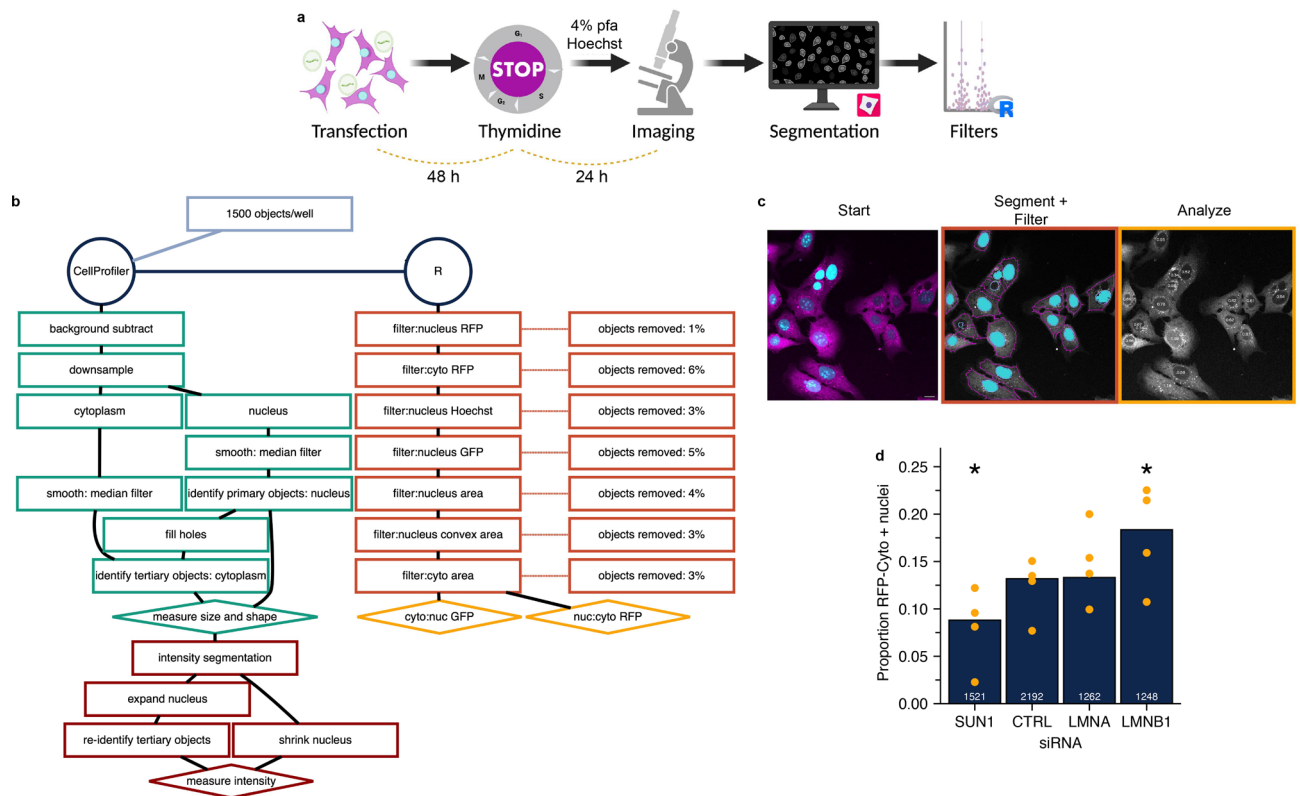 a
G₁
S
G₂
M
STOP
4% pfa
Hoechst
R
Transfection
Thymidine
Imaging
Segmentation
Filters
48 h
24 h
b
1500 objects/well
CellProfiler
R
background subtract
downsample
cytoplasm
nucleus
smooth: median filter
smooth: median filter
identify primary objects: nucleus
fill holes
identify tertiary objects: cytoplasm
measure size and shape
intensity segmentation
expand nucleus
re-identify tertiary objects
shrink nucleus
measure intensity
filter:nucleus RFP
objects removed: 1%
filter:cyto RFP
objects removed: 6%
filter:nucleus Hoechst
objects removed: 3%
filter:nucleus GFP
objects removed: 5%
filter:nucleus area
objects removed: 4%
filter:nucleus convex area
objects removed: 3%
filter:cyto area
objects removed: 3%
cyto:nuc GFP
nuc:cyto RFP
c
Start
Segment +
Filter
Analyze
d
Proportion RFP-Cyto + nuclei
0.25
0.20
0.15
0.10
0.05
0.00
*
*
1521
2192
1262
1248
SUN1
CTRL
LMNA
LMNB1
siRNA